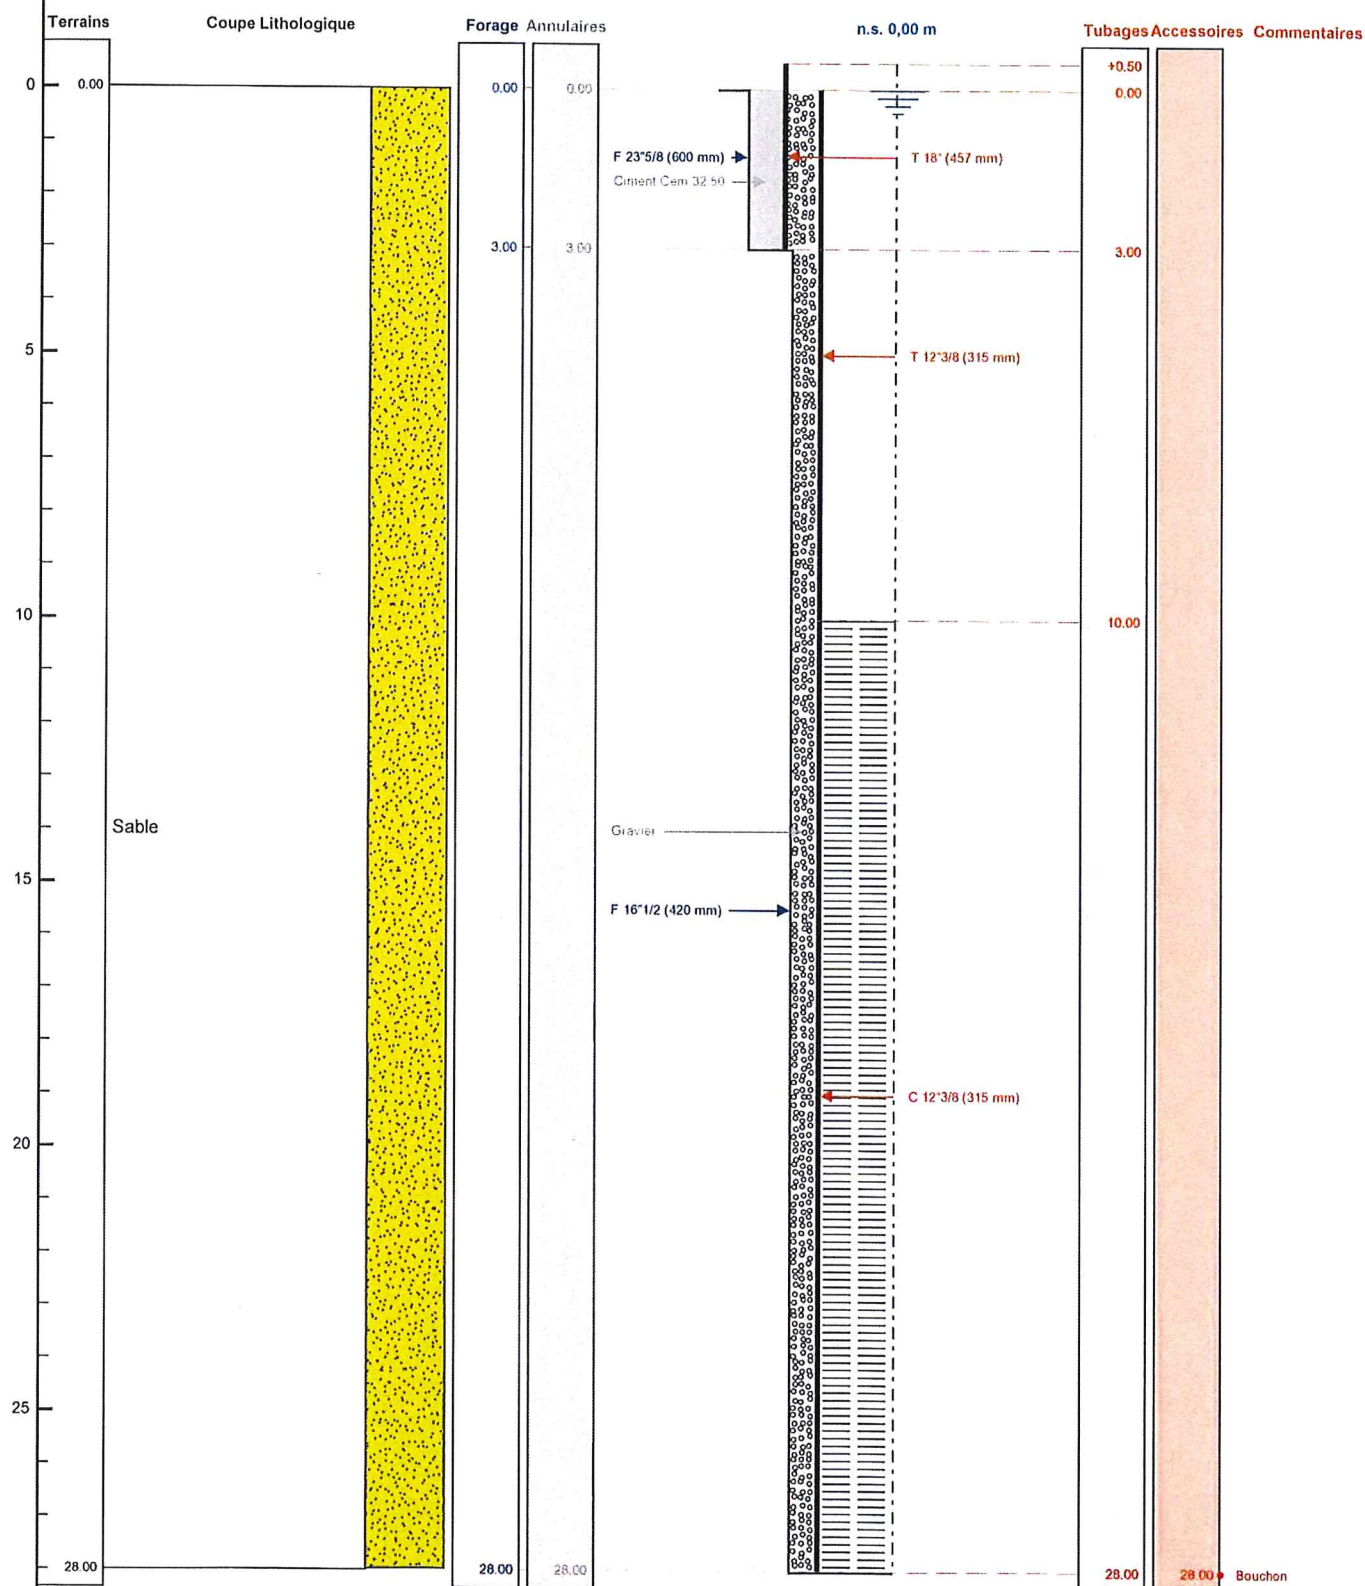 Terrains Coupe Lithologique Forage Annulaires n.s. 0,00 m Tubages Accessoires Commentaires
+0.50
0 0.00 0.00 0.00 0.00
F 23"5/8 (600 mm) T 18" (457 mm)
Ciment Cem 32.50
3.00 3.00 3.00
5 T 12"3/8 (315 mm)
10 10.00
Sable Gravier
15
F 16"1/2 (420 mm)
C 12"3/8 (315 mm)
20
25
28.00 28.00 28.00 28.00 28.00 Bouchon